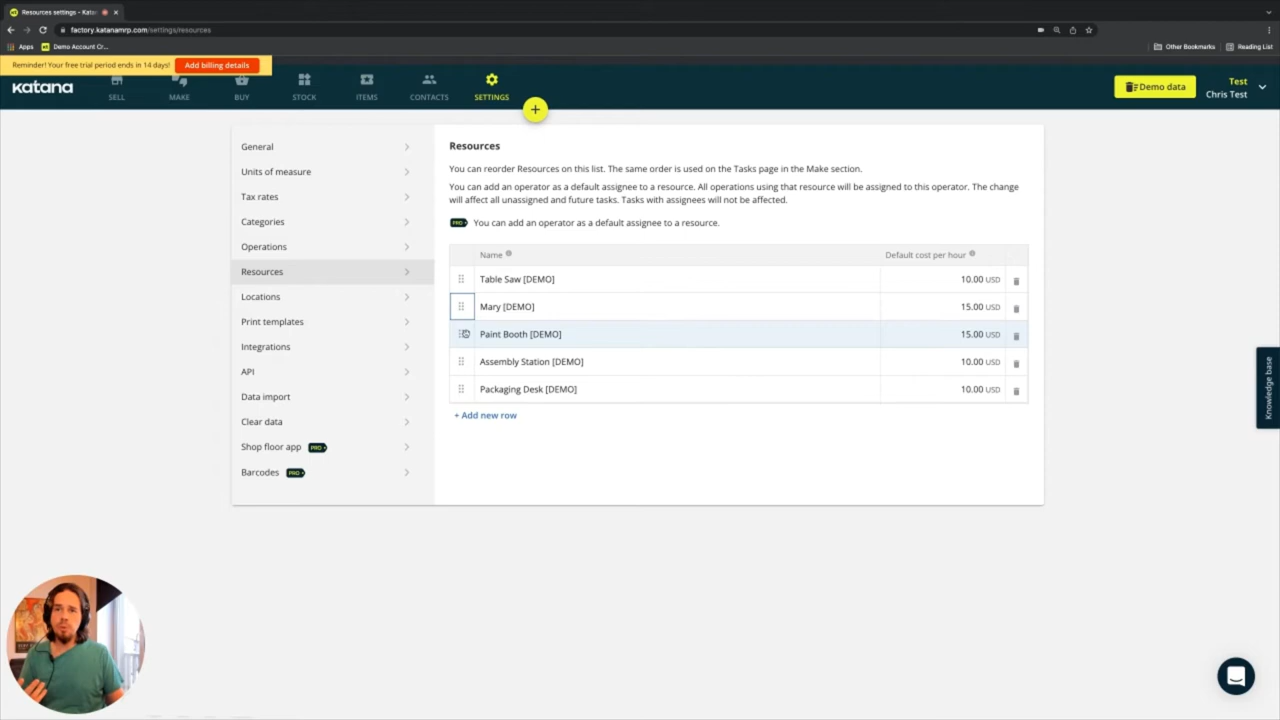 Resources settings - Kata
factory.katanamrp.com/settings/resources
Apps
Demo Account Cr...
Other Bookmarks
Reading List
Reminder! Your free trial period ends in 14 days!
Add billing details
katana
SELL
MAKE
BUY
STOCK
ITEMS
CONTACTS
SETTINGS
+
Demo data
Test
Chris Test
General
Units of measure
Tax rates
Categories
Operations
Resources
Locations
Print templates
Integrations
API
Data import
Clear data
Shop floor app PRO
Barcodes PRO
Resources
You can reorder Resources on this list. The same order is used on the Tasks page in the Make section.
You can add an operator as a default assignee to a resource. All operations using that resource will be assigned to this operator. The change
will affect all unassigned and future tasks. Tasks with assignees will not be affected.
PRO You can add an operator as a default assignee to a resource.
Name
Default cost per hour
Table Saw [DEMO] 10.00 USD
Mary [DEMO] 15.00 USD
Paint Booth [DEMO] 15.00 USD
Assembly Station [DEMO] 10.00 USD
Packaging Desk [DEMO] 10.00 USD
+ Add new row
Knowledge base